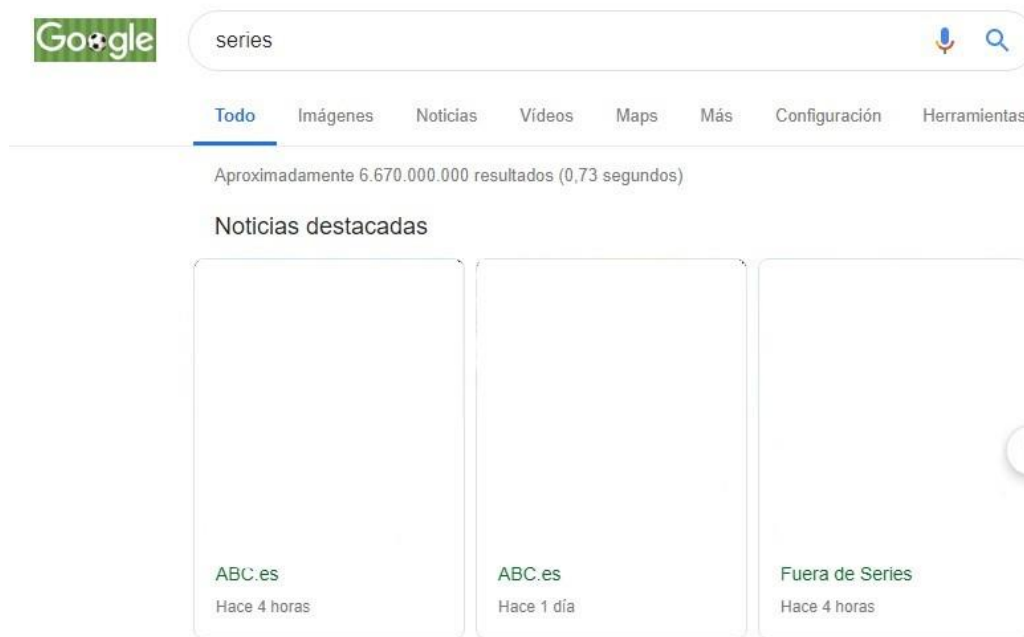 Google
series
Todo Imágenes Noticias Vídeos Maps Más Configuración Herramientas
Aproximadamente 6.670.000.000 resultados (0,73 segundos)
Noticias destacadas
ABC.es ABC.es Fuera de Series
Hace 4 horas Hace 1 día Hace 4 horas